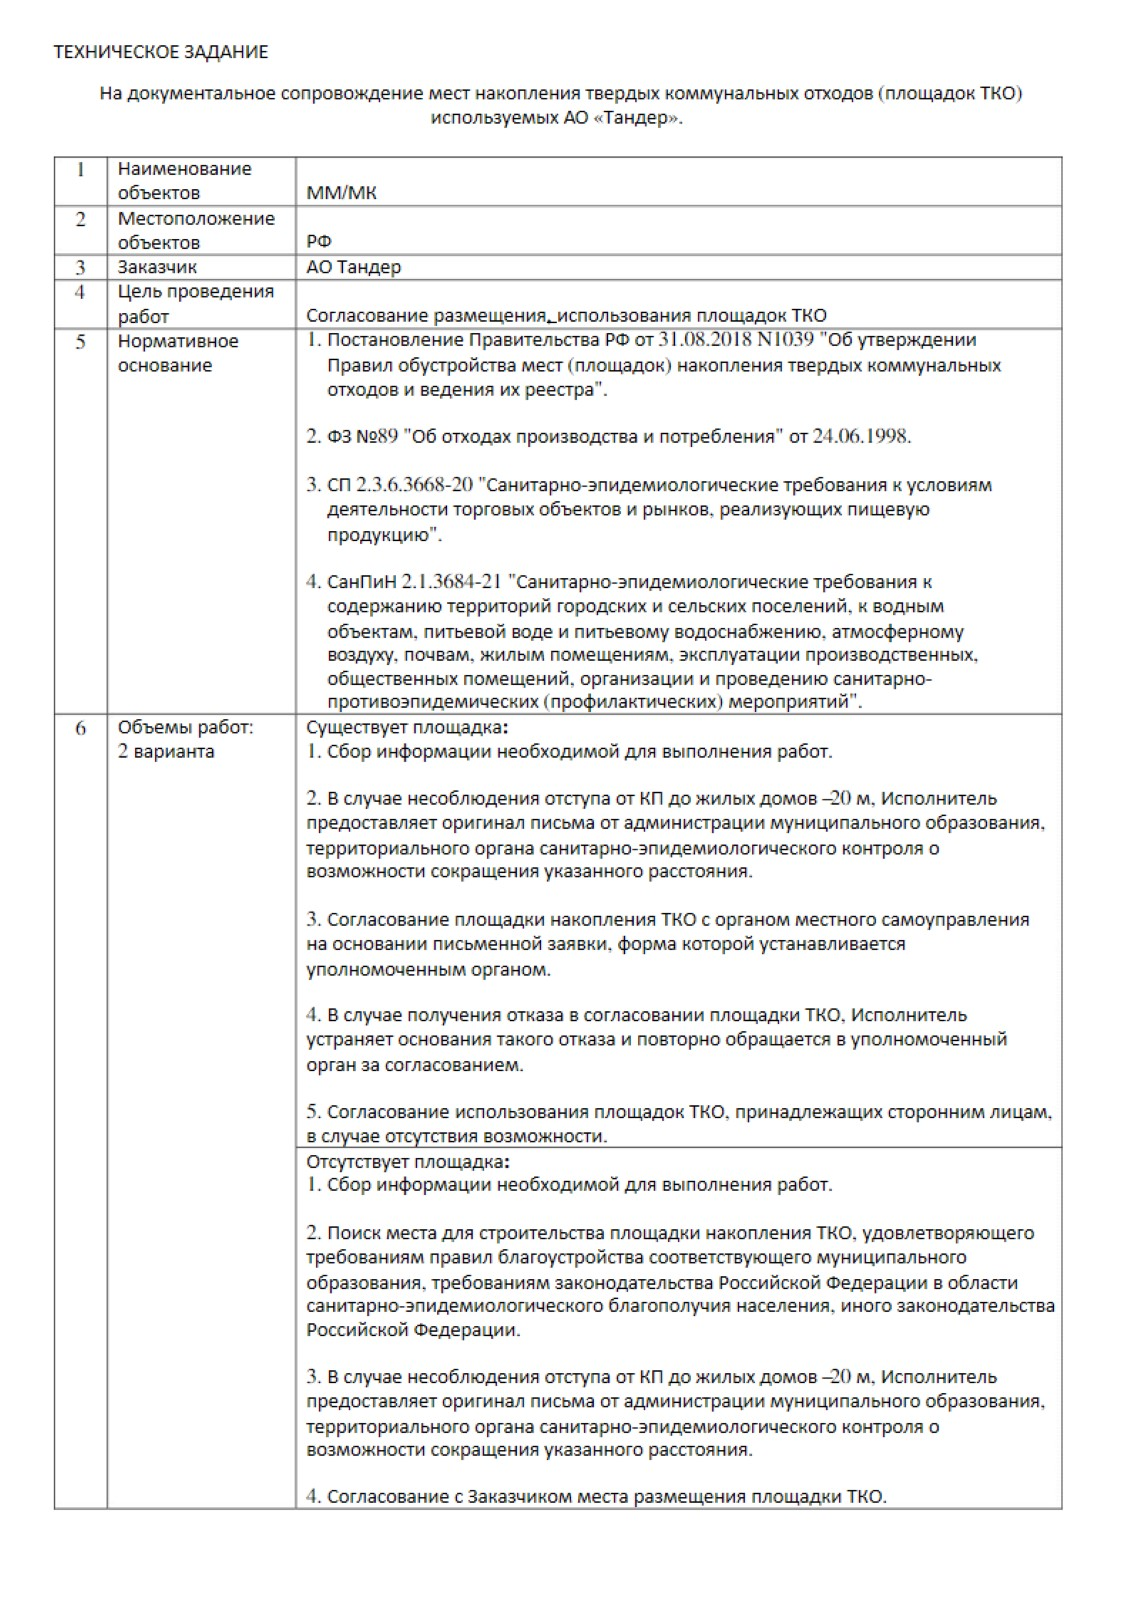 ТЕХНИЧЕСКОЕ ЗАДАНИЕ
На документальное сопровождение мест накопления твердых коммунальных отходов (площадок ТКО)
используемых АО «Тандер».
1 Наименование
объектов
ММ/МК
2 Местоположение
объектов
РФ
3 Заказчик АО Тандер
4 Цель проведения
работ
Согласование размещения, использования площадок ТКО
5 Нормативное
основание
1. Постановление Правительства РФ от 31.08.2018 N1039 "Об утверждении
Правил обустройства мест (площадок) накопления твердых коммунальных
отходов и ведения их реестра".
2. ФЗ №89 "Об отходах производства и потребления" от 24.06.1998.
3. СП 2.3.6.3668-20 "Санитарно-эпидемиологические требования к условиям
деятельности торговых объектов и рынков, реализующих пищевую
продукцию".
4. СанПиН 2.1.3684-21 "Санитарно-эпидемиологические требования к
содержанию территорий городских и сельских поселений, к водным
объектам, питьевой воде и питьевому водоснабжению, атмосферному
воздуху, почвам, жилым помещениям, эксплуатации производственных,
общественных помещений, организации и проведению санитарно-
противоэпидемических (профилактических) мероприятий".
6 Объемы работ:
2 варианта
Существует площадка:
1. Сбор информации необходимой для выполнения работ.
2. В случае несоблюдения отступа от КП до жилых домов –20 м, Исполнитель
предоставляет оригинал письма от администрации муниципального образования,
территориального органа санитарно-эпидемиологического контроля о
возможности сокращения указанного расстояния.
3. Согласование площадки накопления ТКО с органом местного самоуправления
на основании письменной заявки, форма которой устанавливается
уполномоченным органом.
4. В случае получения отказа в согласовании площадки ТКО, Исполнитель
устраняет основания такого отказа и повторно обращается в уполномоченный
орган за согласованием.
5. Согласование использования площадок ТКО, принадлежащих сторонним лицам,
в случае отсутствия возможности.
Отсутствует площадка:
1. Сбор информации необходимой для выполнения работ.
2. Поиск места для строительства площадки накопления ТКО, удовлетворяющего
требованиям правил благоустройства соответствующего муниципального
образования, требованиям законодательства Российской Федерации в области
санитарно-эпидемиологического благополучия населения, иного законодательства
Российской Федерации.
3. В случае несоблюдения отступа от КП до жилых домов –20 м, Исполнитель
предоставляет оригинал письма от администрации муниципального образования,
территориального органа санитарно-эпидемиологического контроля о
возможности сокращения указанного расстояния.
4. Согласование с Заказчиком места размещения площадки ТКО.